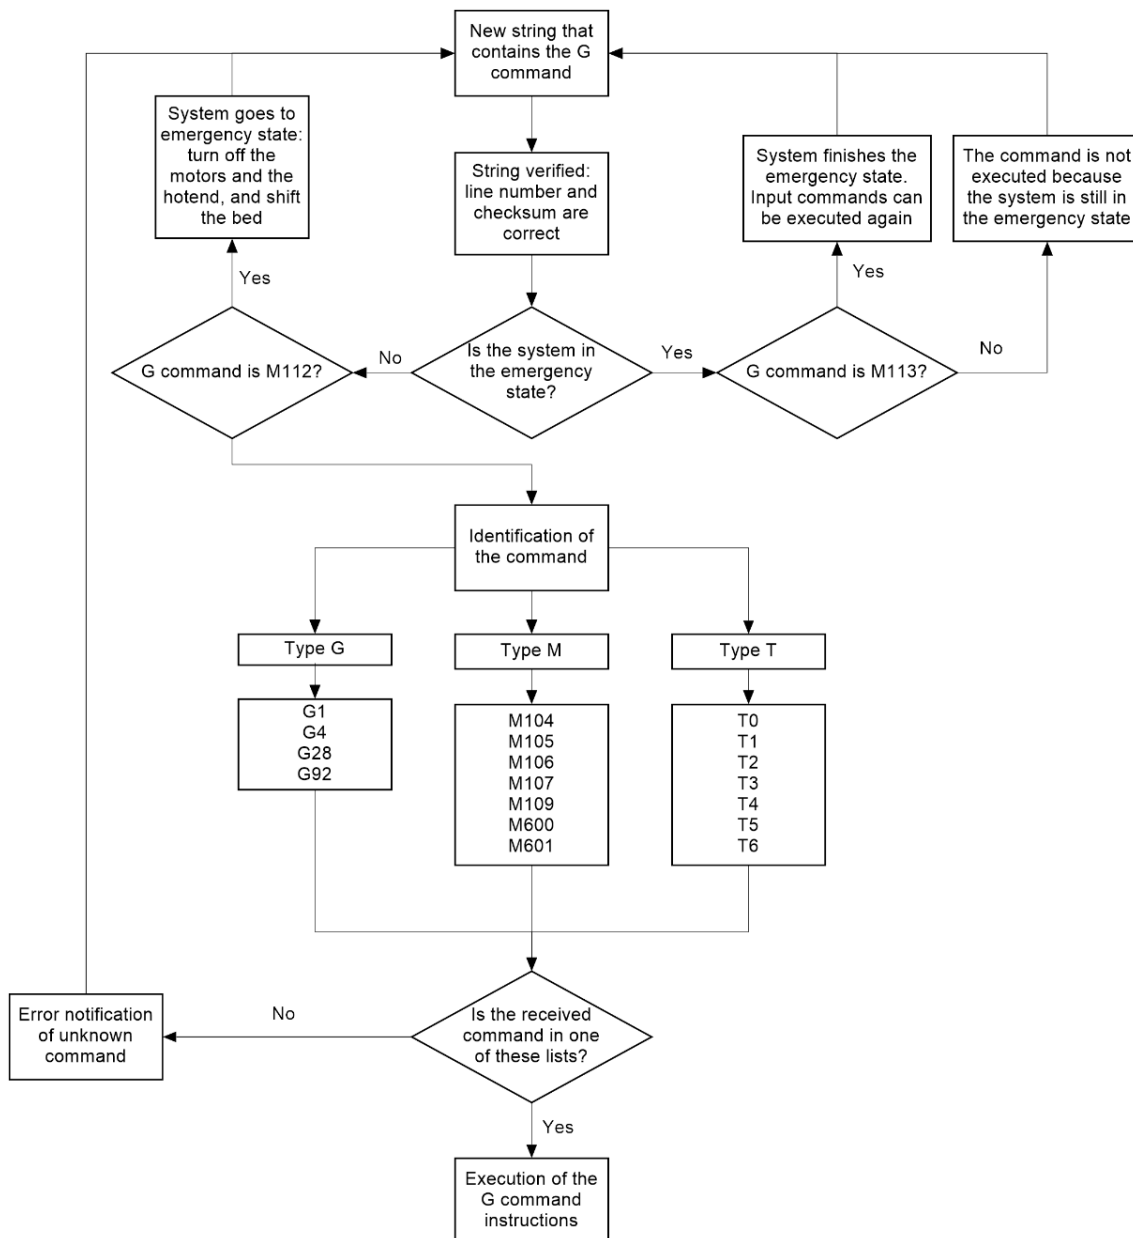 New string that
contains the G
command
System goes to
emergency state:
turn off the
motors and the
hotend, and shift
the bed
String verified:
line number and
checksum are
correct
System finishes the
emergency state.
Input commands can
be executed again
The command is not
executed because
the system is still in
the emergency state
Yes
Yes
G command is M112?
No
Is the system in
the emergency
state?
Yes
G command is M113?
No
Identification of
the command
Type G
Type M
Type T
G1
G4
G28
G92
M104
M105
M106
M107
M109
M600
M601
T0
T1
T2
T3
T4
T5
T6
Error notification
of unknown
command
No
Is the received
command in one
of these lists?
Yes
Execution of the
G command
instructions